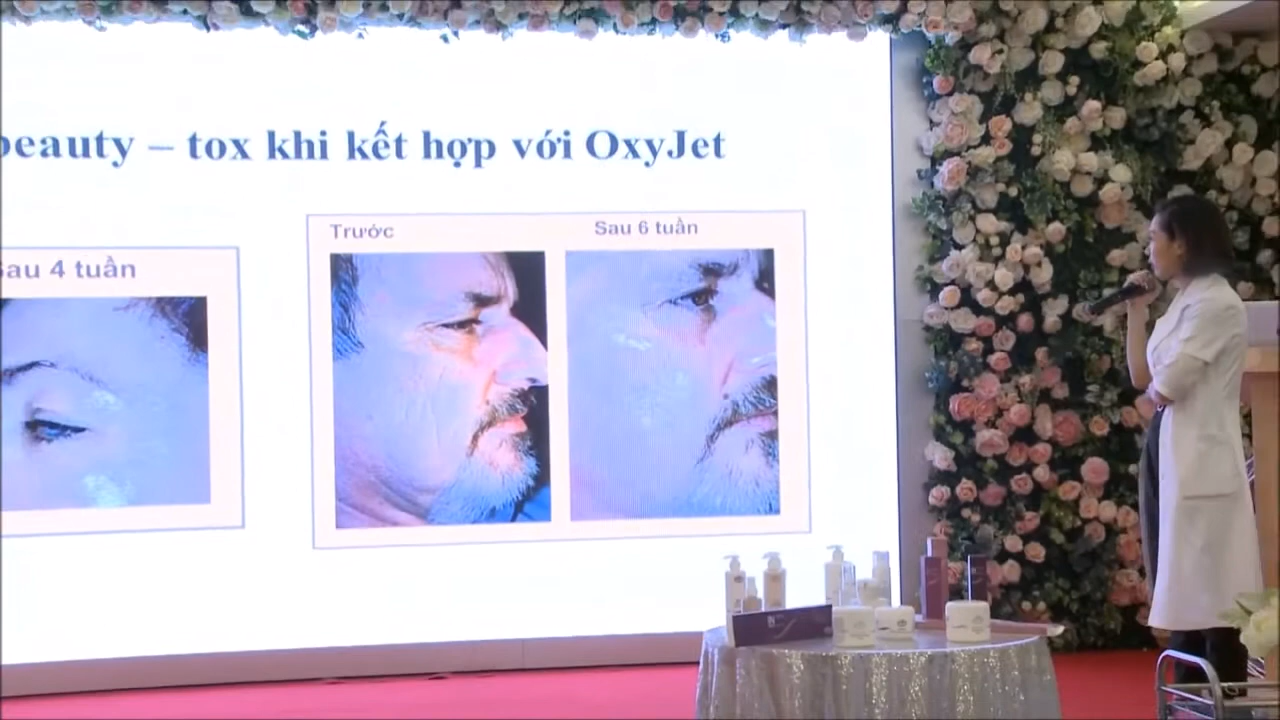 beauty – tox khi kết hợp với OxyJet
Sau 4 tuần
Trước
Sau 6 tuần